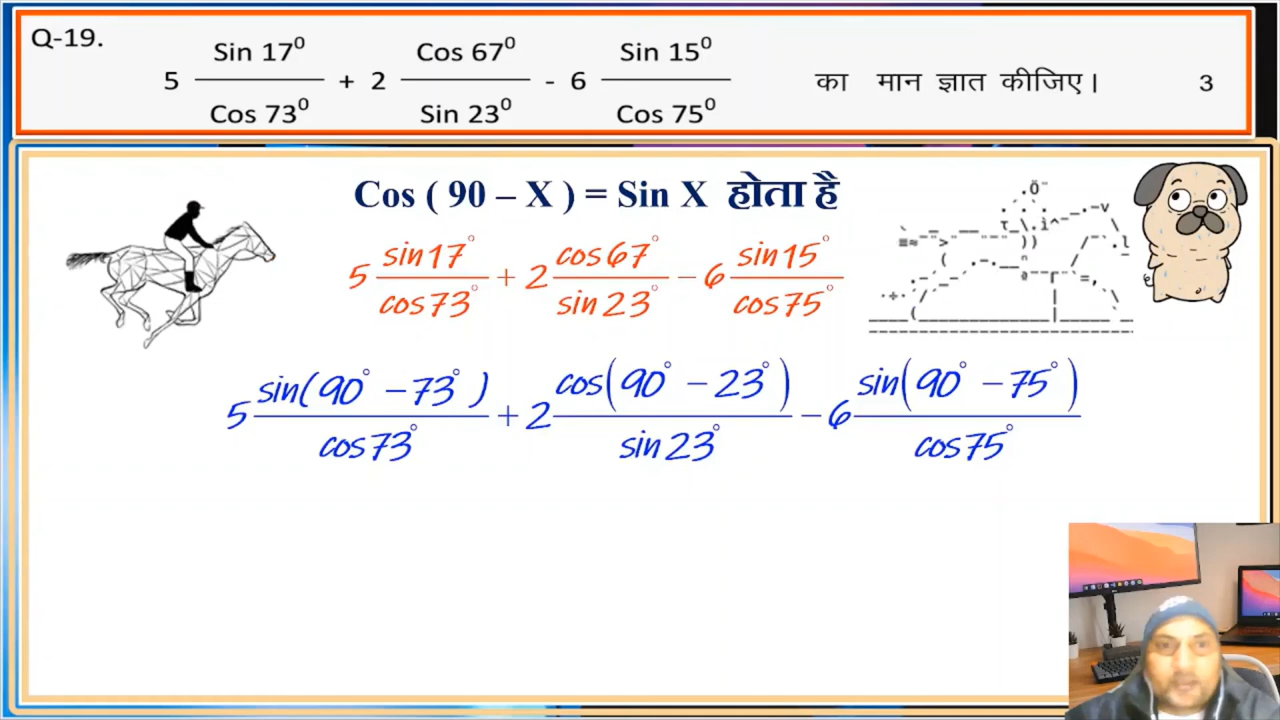 Q-19. 5 Sin 17⁰ / Cos 73⁰ + 2 Cos 67⁰ / Sin 23⁰ - 6 Sin 15⁰ / Cos 75⁰ का मान ज्ञात कीजिए। 3
Cos ( 90 – X ) = Sin X होता है
5 sin17° / cos73° + 2 cos67° / sin23° − 6 sin15° / cos75°
5 sin(90° − 73°) / cos73° + 2 cos(90° − 23°) / sin23° − 6 sin(90° − 75°) / cos75°